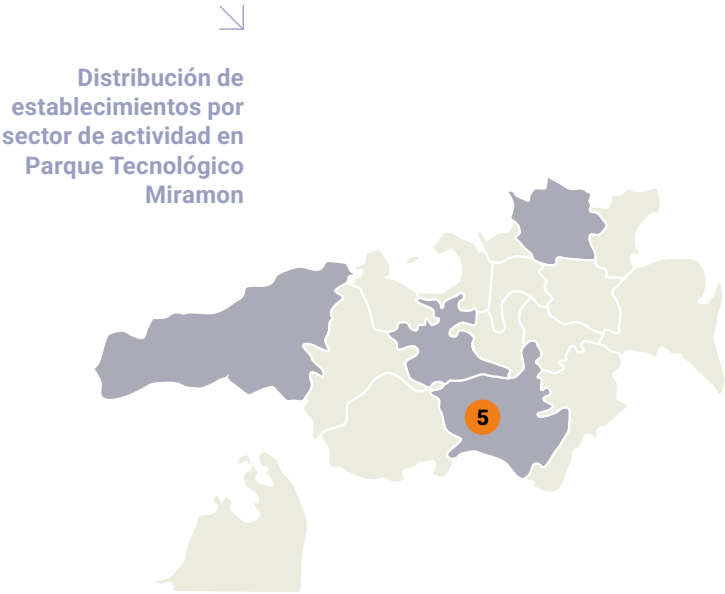 Distribución de
establecimientos por
sector de actividad en
Parque Tecnológico
Miramon
5